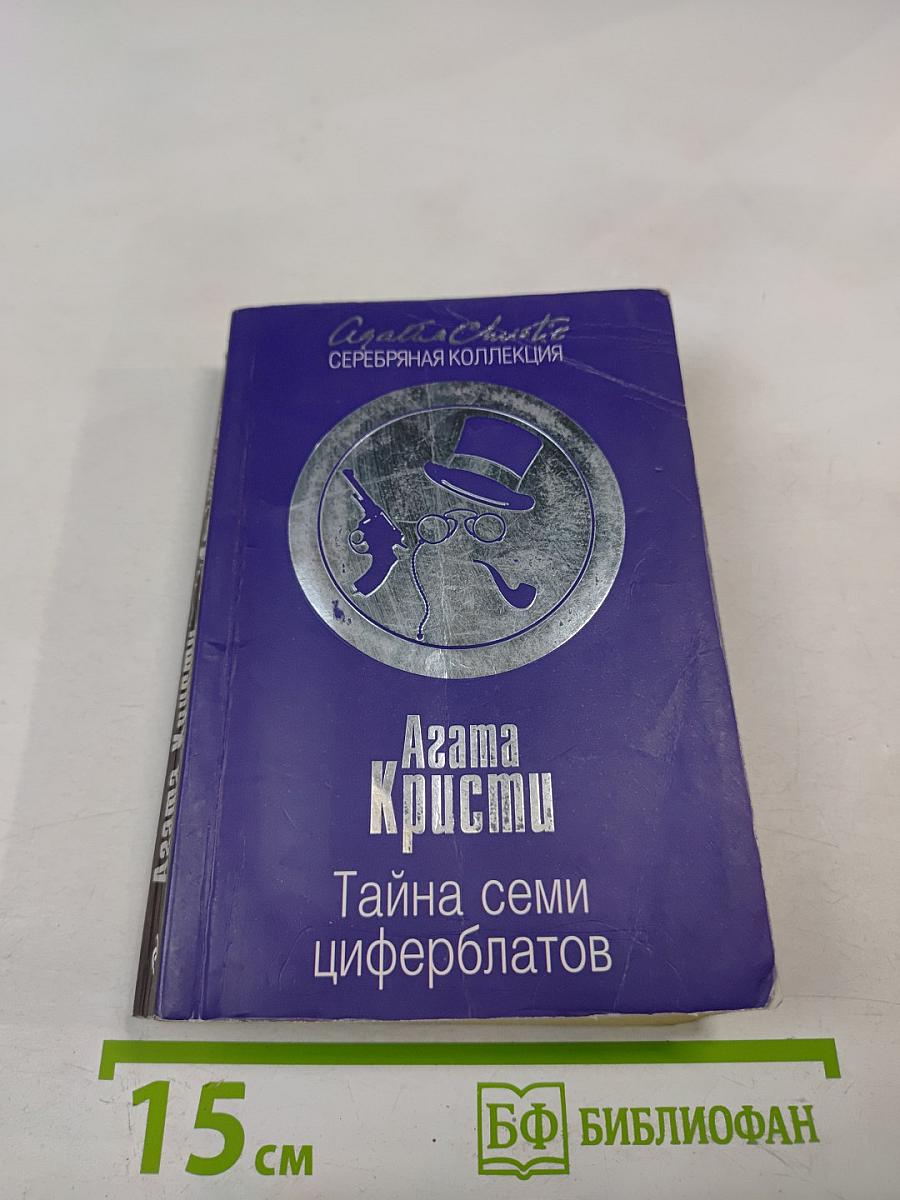 Agatha Christie
СЕРЕБРЯНАЯ КОЛЛЕКЦИЯ
Агата
Кристи
Тайна семи
циферблатов
15 см
БФ БИБЛИОФАН